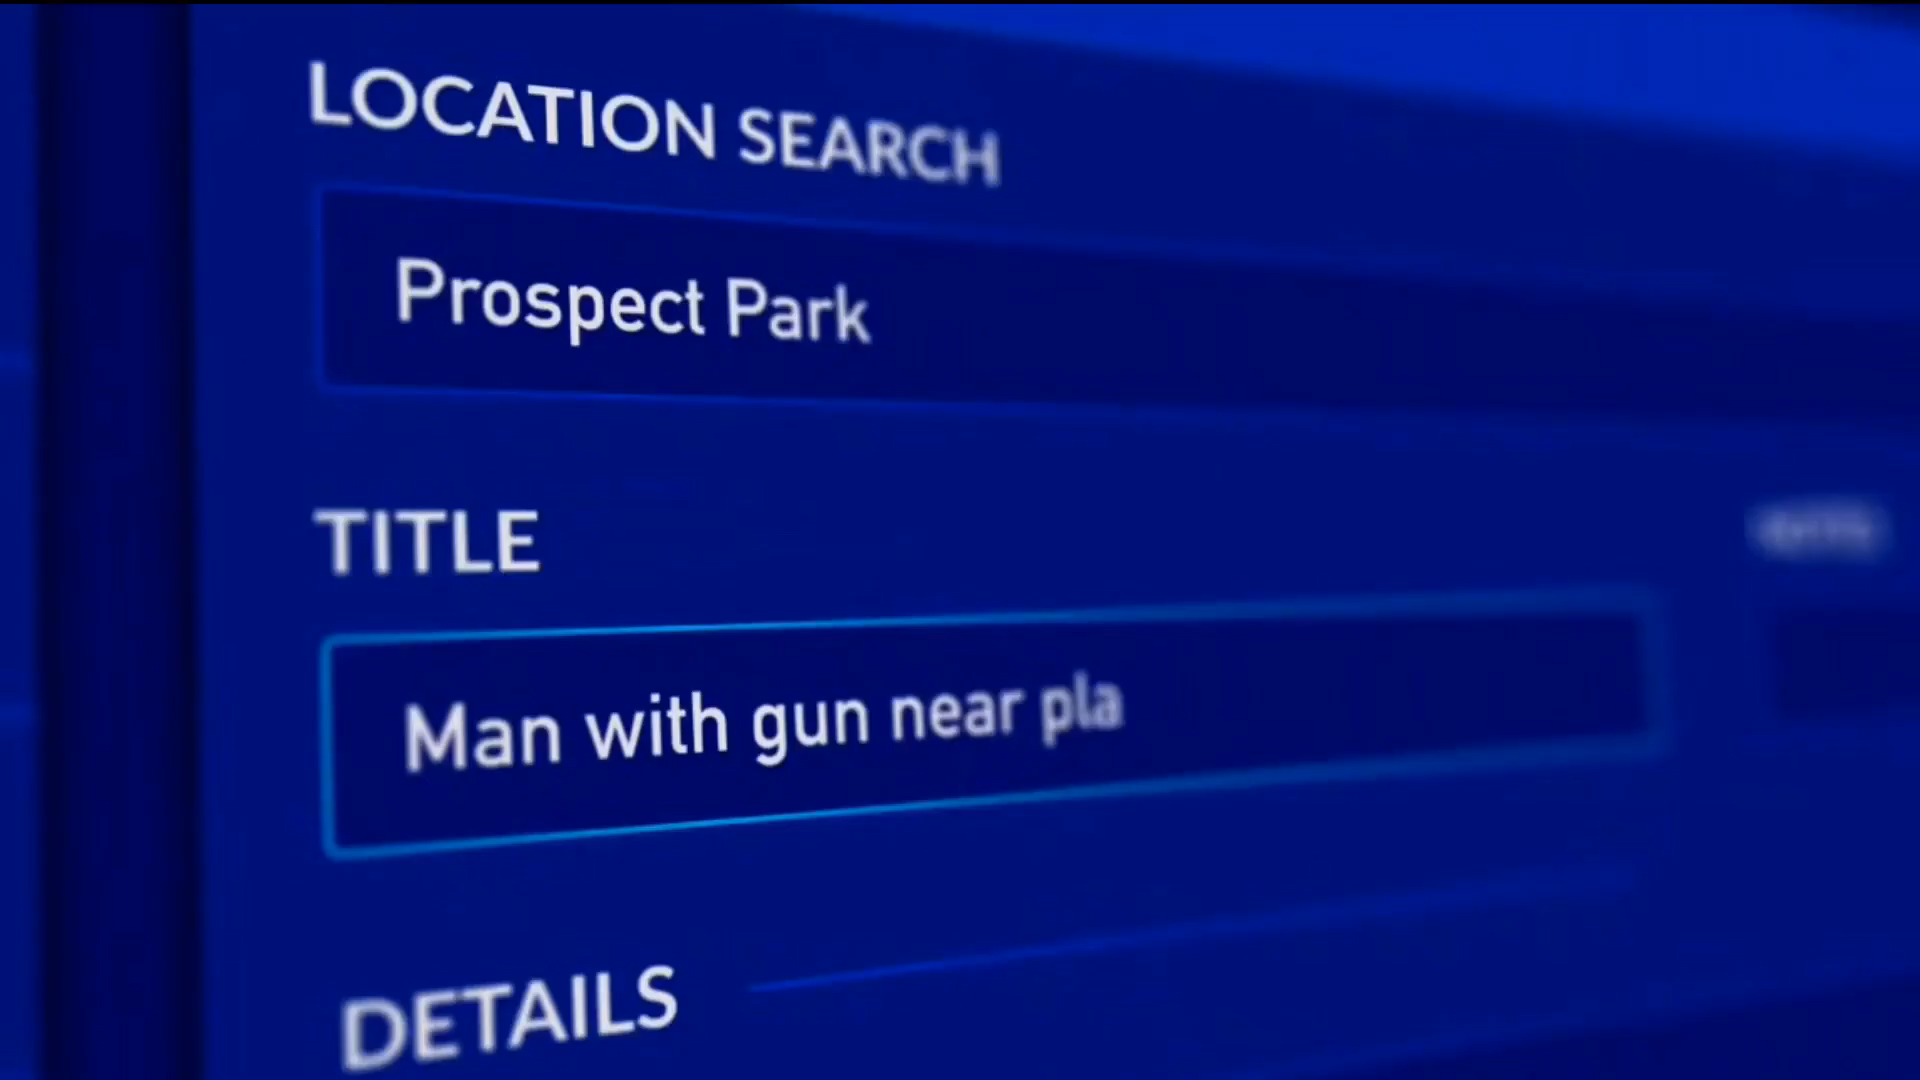 LOCATION SEARCH
Prospect Park
TITLE
Man with gun near pla
DETAILS